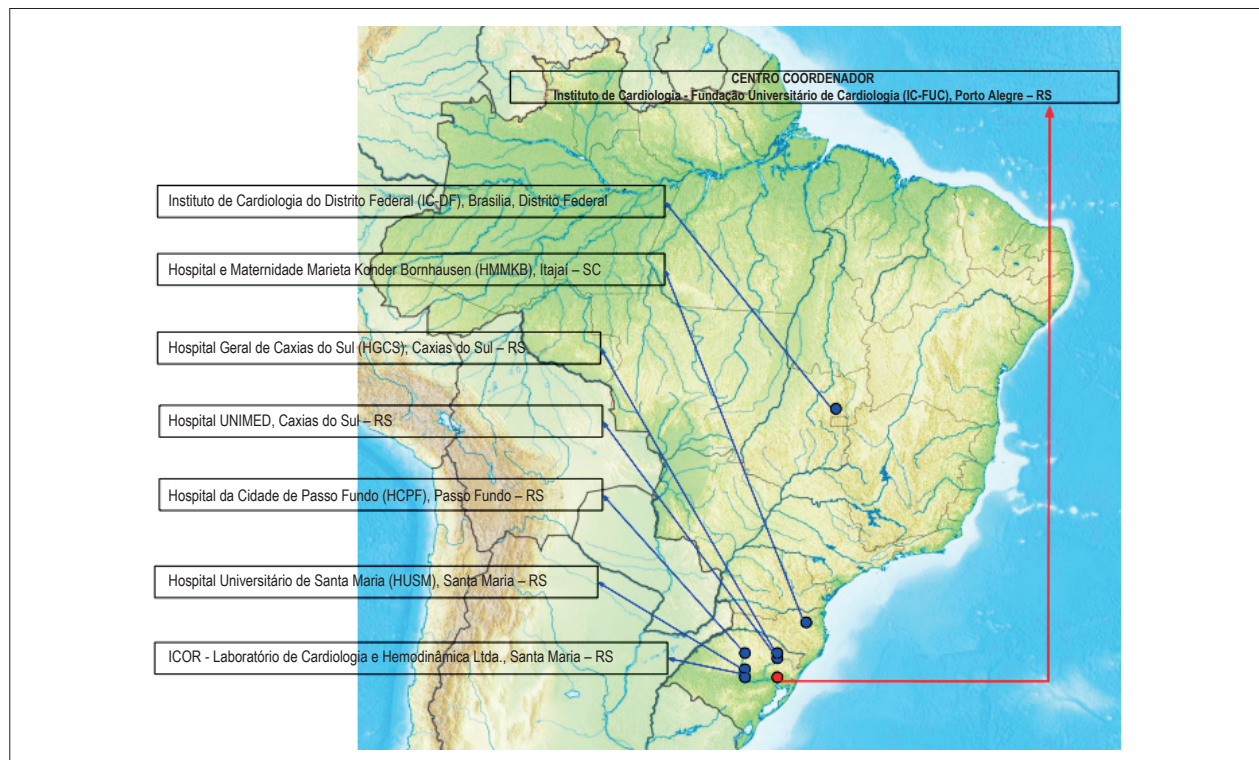 CENTRO COORDENADOR
Instituto de Cardiologia - Fundação Universitário de Cardiologia (IC-FUC), Porto Alegre – RS
Instituto de Cardiologia do Distrito Federal (IC-DF), Brasilia, Distrito Federal
Hospital e Maternidade Marieta Konder Bornhausen (HMMKB), Itajaí – SC
Hospital Geral de Caxias do Sul (HGCS), Caxias do Sul – RS
Hospital UNIMED, Caxias do Sul – RS
Hospital da Cidade de Passo Fundo (HCPF), Passo Fundo – RS
Hospital Universitário de Santa Maria (HUSM), Santa Maria – RS
ICOR - Laboratório de Cardiologia e Hemodinâmica Ltda., Santa Maria – RS